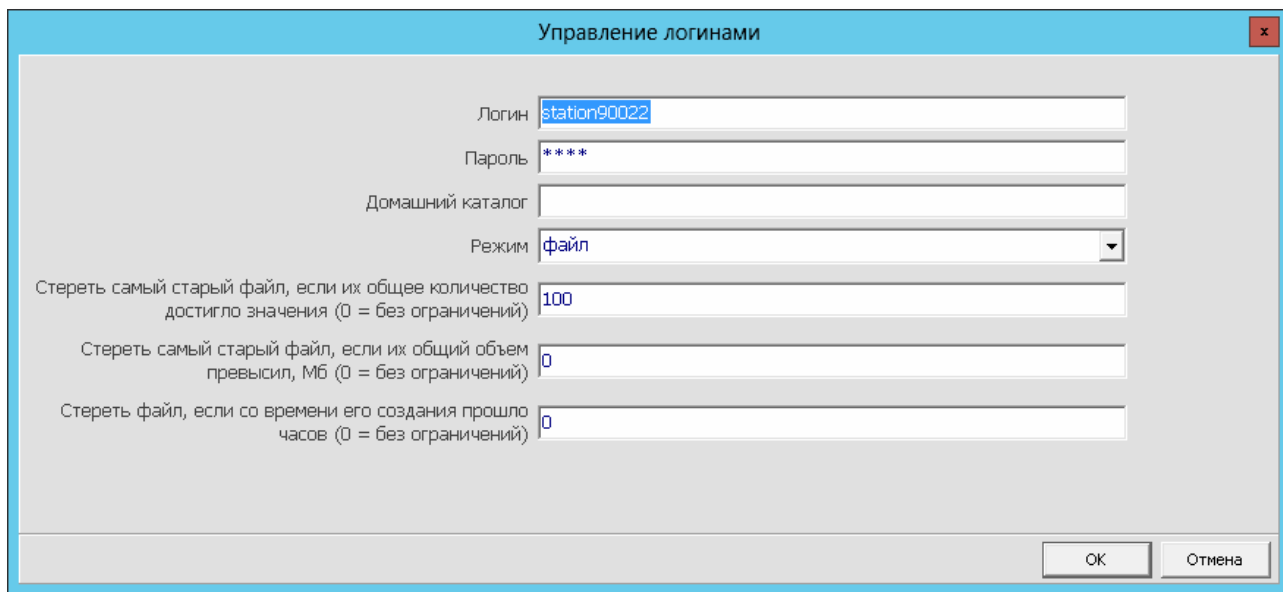 Управление логинами
x
Логин station90022
Пароль ****
Домашний каталог
Режим файл
Стереть самый старый файл, если их общее количество
достигло значения (0 = без ограничений) 100
Стереть самый старый файл, если их общий объем
превысил, Мб (0 = без ограничений) 0
Стереть файл, если со времени его создания прошло
часов (0 = без ограничений) 0
OK Отмена